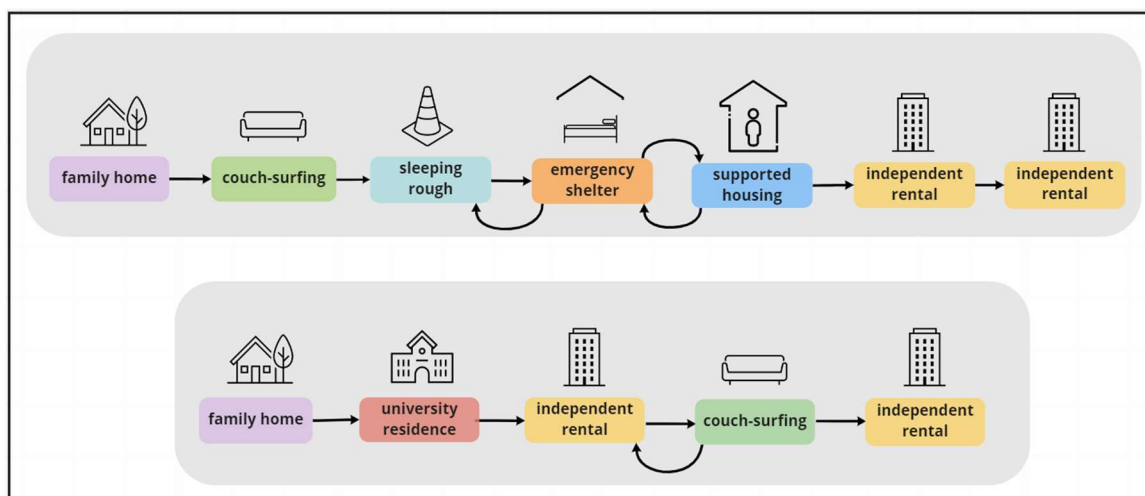 family home
couch-surfing
sleeping
rough
emergency
shelter
supported
housing
independent
rental
independent
rental
family home
university
residence
independent
rental
couch-surfing
independent
rental